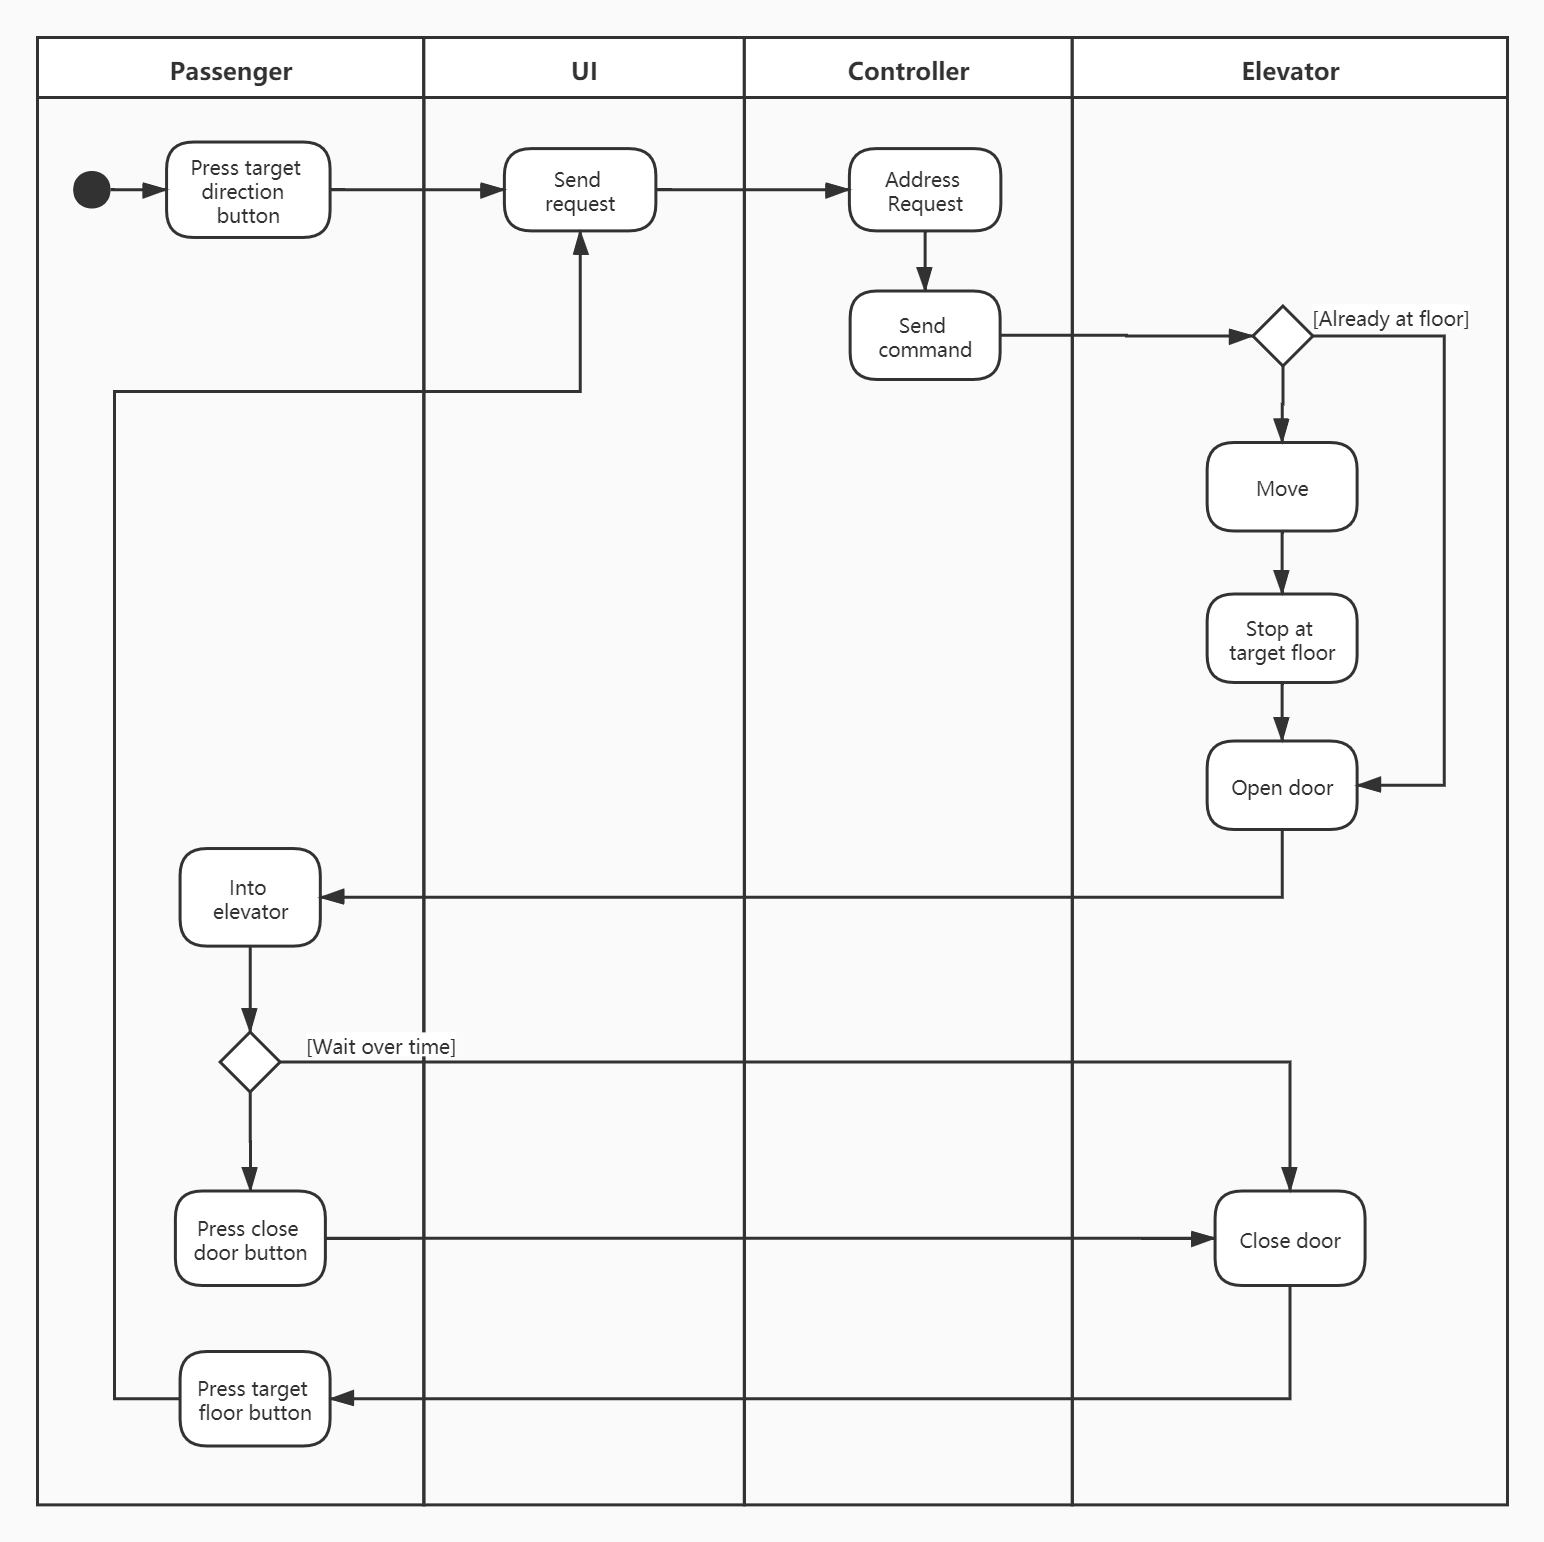 Passenger
UI
Controller
Elevator
Press target
direction
button
Send
request
Address
Request
Send
command
[Already at floor]
Move
Stop at
target floor
Open door
Into
elevator
[Wait over time]
Press close
door button
Close door
Press target
floor button